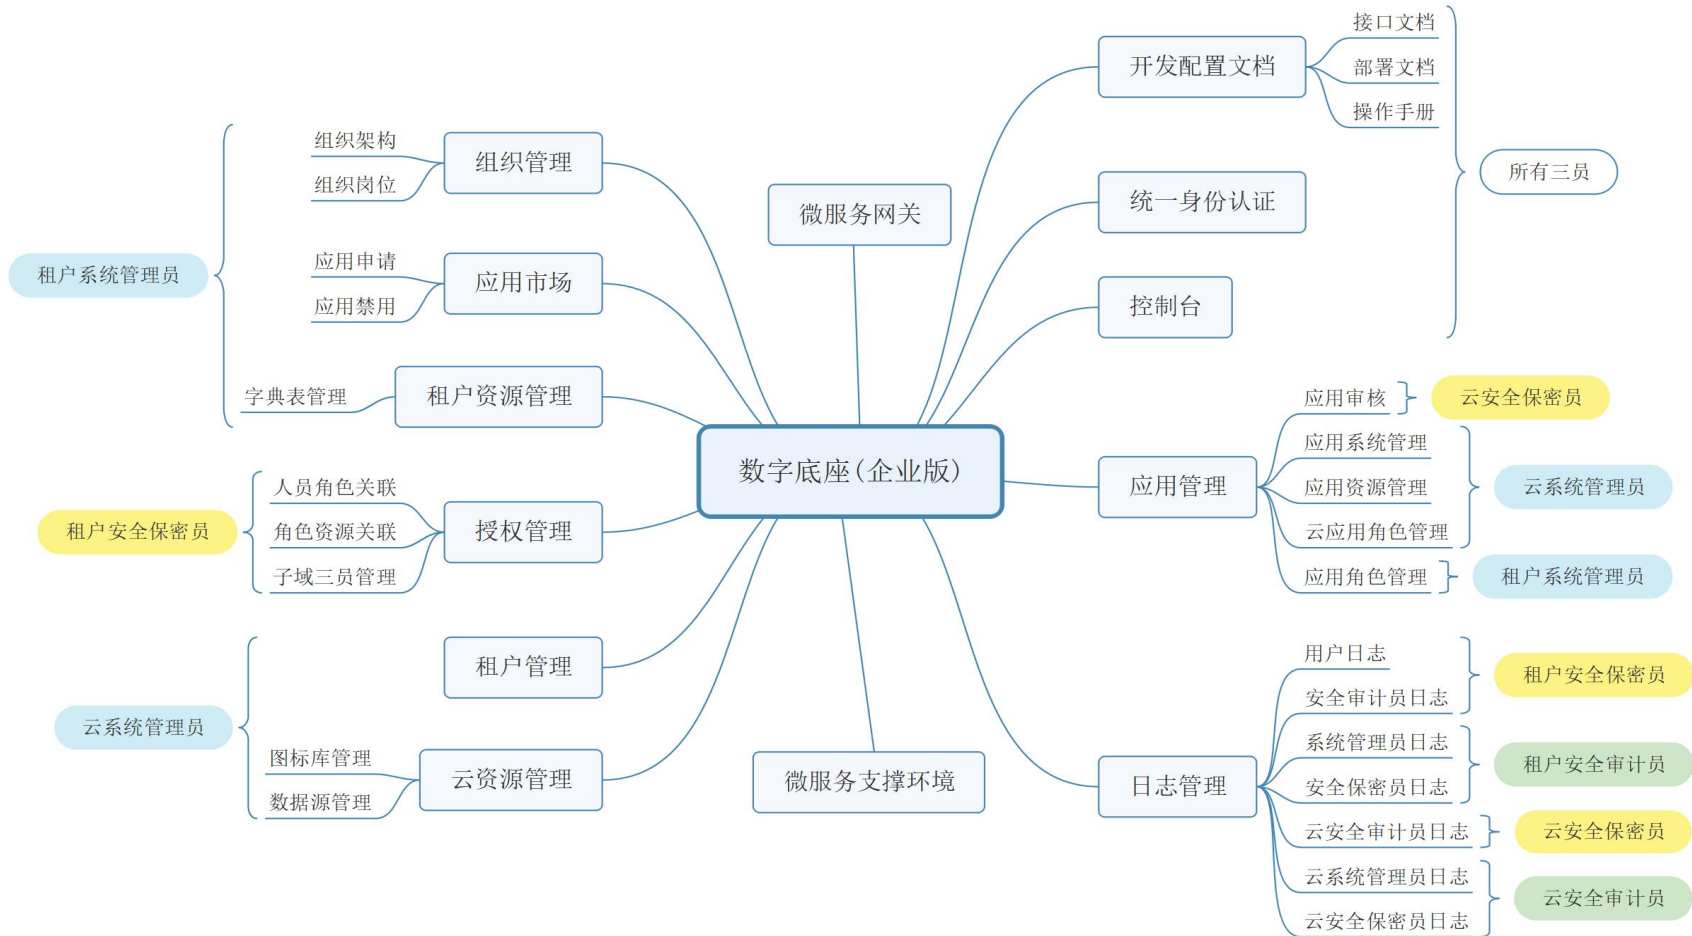 数字底座(企业版)
微服务网关
微服务支撑环境
开发配置文档
接口文档
部署文档
操作手册
统一身份认证
控制台
所有三员
应用管理
应用审核
云安全保密员
应用系统管理
应用资源管理
云应用角色管理
云系统管理员
应用角色管理
租户系统管理员
日志管理
用户日志
安全审计员日志
租户安全保密员
系统管理员日志
安全保密员日志
租户安全审计员
云安全审计员日志
云安全保密员
云系统管理员日志
云安全保密员日志
云安全审计员
组织管理
组织架构
组织岗位
应用市场
应用申请
应用禁用
租户资源管理
字典表管理
租户系统管理员
授权管理
人员角色关联
角色资源关联
子域三员管理
租户安全保密员
租户管理
云资源管理
图标库管理
数据源管理
云系统管理员